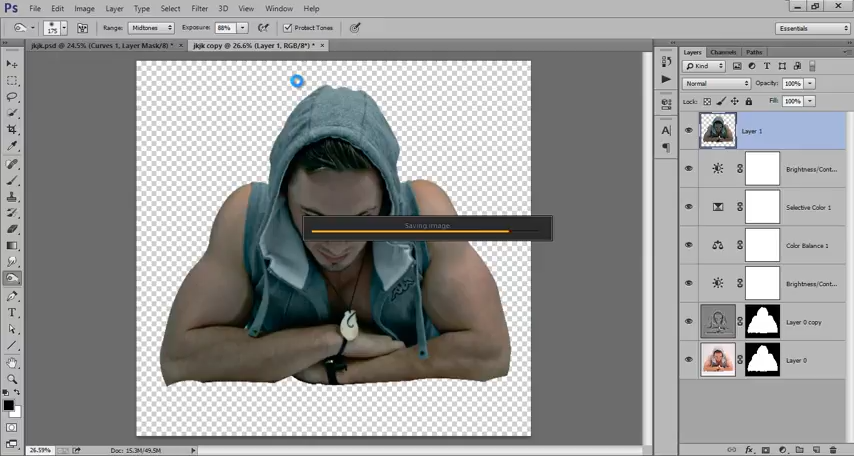 Ps File Edit Image Layer Type Select Filter 3D View Window Help
175 Range: Midtones Exposure: 88% Protect Tones Essentials
jkjk.psd @ 24.5% (Curves 1, Layer Mask/8) * × jkjk copy @ 26.6% (Layer 1, RGB/8*) * ×
Layers Channels Paths
Kind
Normal Opacity: 100%
Lock: Fill: 100%
Layer 1
Brightness/Cont...
Selective Color 1
Saving image
Color Balance 1
Brightness/Cont...
Layer 0 copy
Layer 0
26.59% Doc: 15.3M/49.5M